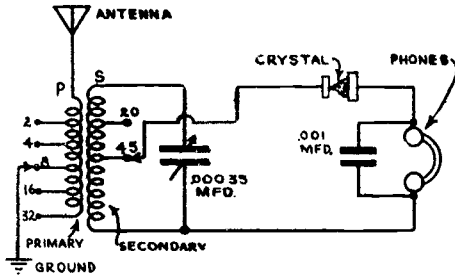 ANTENNA
CRYSTAL
PHONES
P
S
2
20
4
45
8
.00035
MFD.
.001
MFD.
16
32
PRIMARY
SECONDARY
GROUND